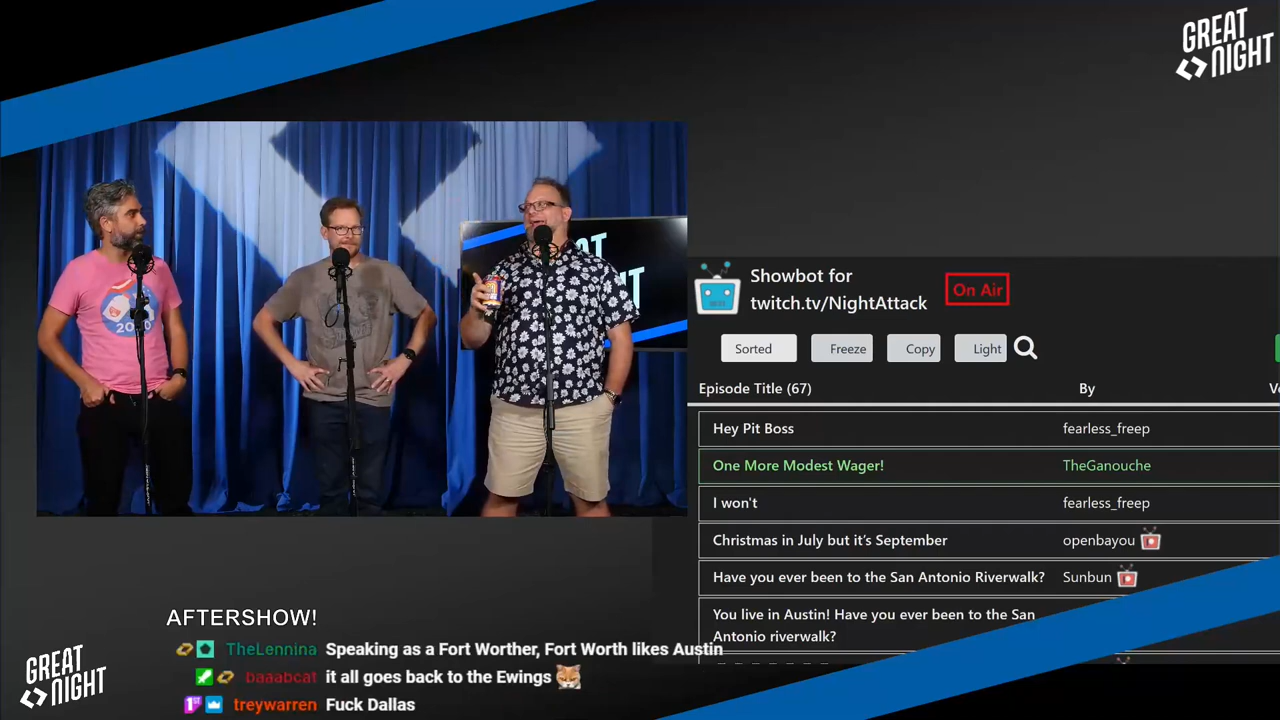 GREAT
NIGHT
Showbot for
twitch.tv/NightAttack
On Air
Sorted
Freeze
Copy
Light
Episode Title (67)
By
Hey Pit Boss
fearless_freep
One More Modest Wager!
TheGanouche
I won't
fearless_freep
Christmas in July but it's September
openbayou
Have you ever been to the San Antonio Riverwalk?
Sunbun
You live in Austin! Have you ever been to the San
Antonio riverwalk?
AFTERSHOW!
TheLennina Speaking as a Fort Worther, Fort Worth likes Austin
baaabcat it all goes back to the Ewings
1st treywarren Fuck Dallas
GREAT
NIGHT